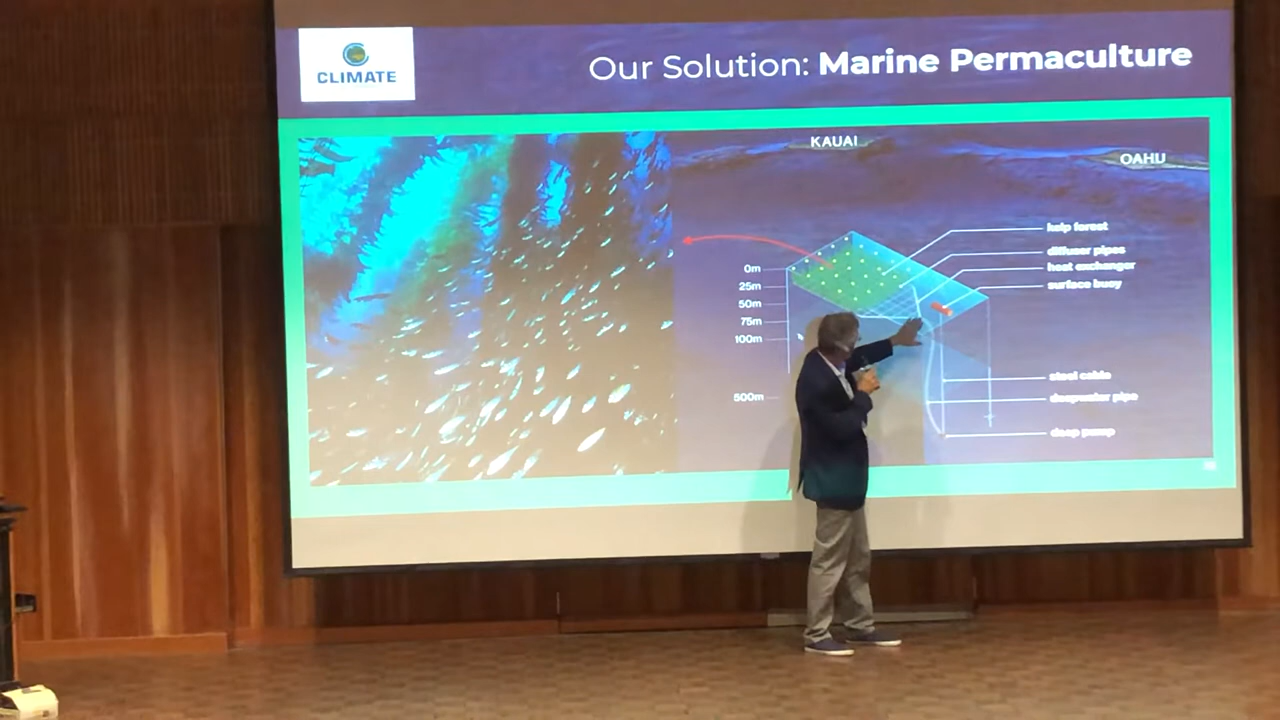 CLIMATE
Our Solution: Marine Permaculture
KAUAI
OAHU
0m
25m
50m
75m
100m
500m
kelp forest
diffuser pipes
heat exchanger
surface buoy
steel cable
deepwater pipe
deep pump